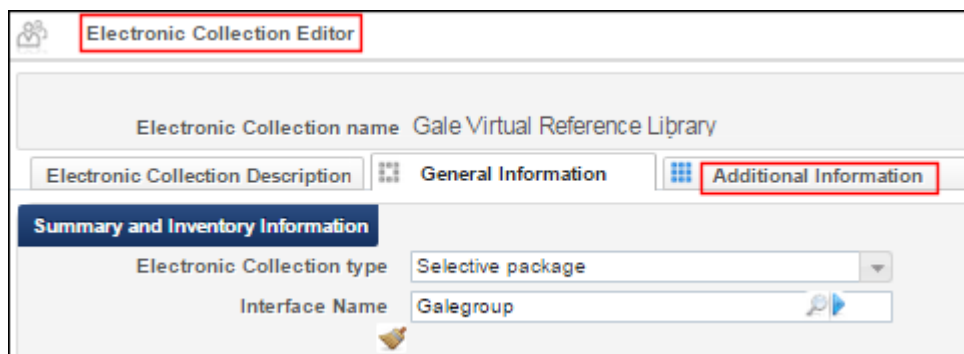 Electronic Collection Editor
Electronic Collection name Gale Virtual Reference Library
Electronic Collection Description General Information Additional Information
Summary and Inventory Information
Electronic Collection type Selective package
Interface Name Galegroup